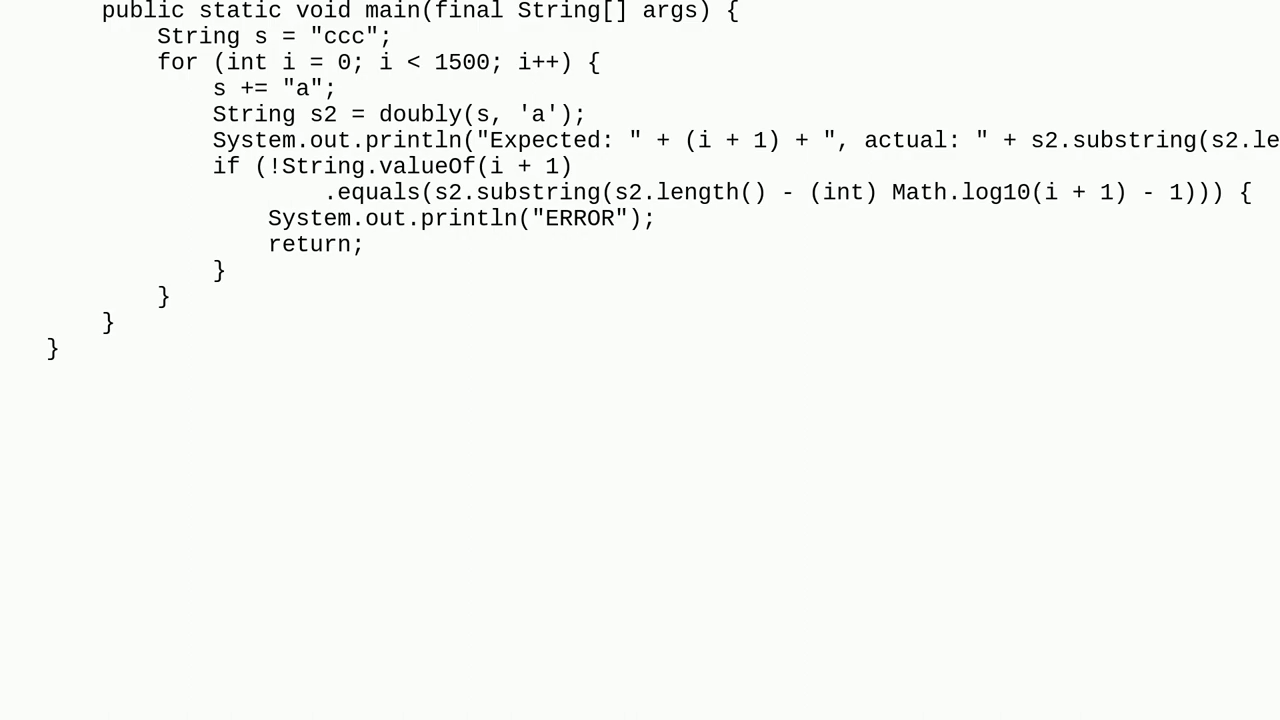 public static void main(final String[] args) {
String s = "ccc";
for (int i = 0; i < 1500; i++) {
s += "a";
String s2 = doubly(s, 'a');
System.out.println("Expected: " + (i + 1) + ", actual: " + s2.substring(s2.le
if (!String.valueOf(i + 1)
.equals(s2.substring(s2.length() - (int) Math.log10(i + 1) - 1))) {
System.out.println("ERROR");
return;
}
}
}
}